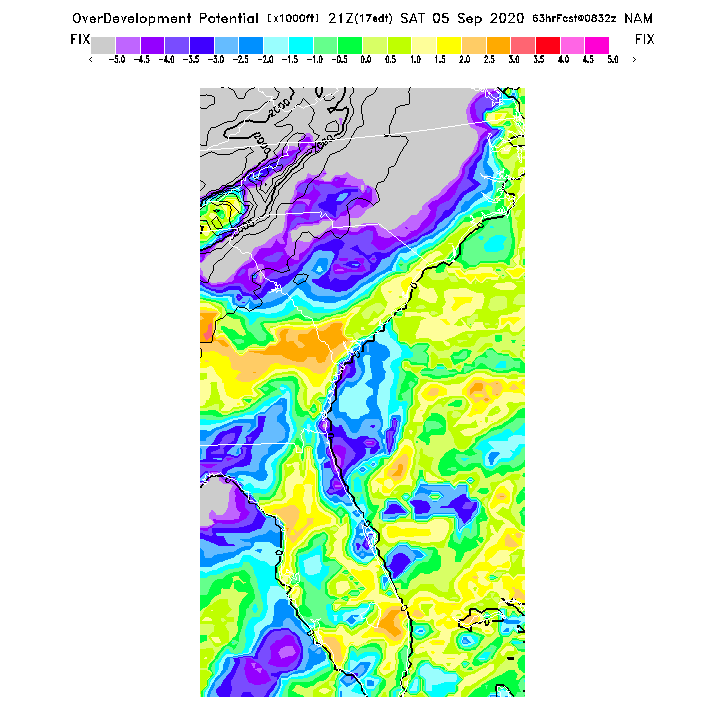 OverDevelopment Potential [x1000ft] 21Z(17edt) SAT 05 Sep 2020 63hrFcst@0832z NAM
FIX FIX
< -5.0 -4.5 -4.0 -3.5 -3.0 -2.5 -2.0 -1.5 -1.0 -0.5 0.0 0.5 1.0 1.5 2.0 2.5 3.0 3.5 4.0 4.5 5.0 >
2000
2000